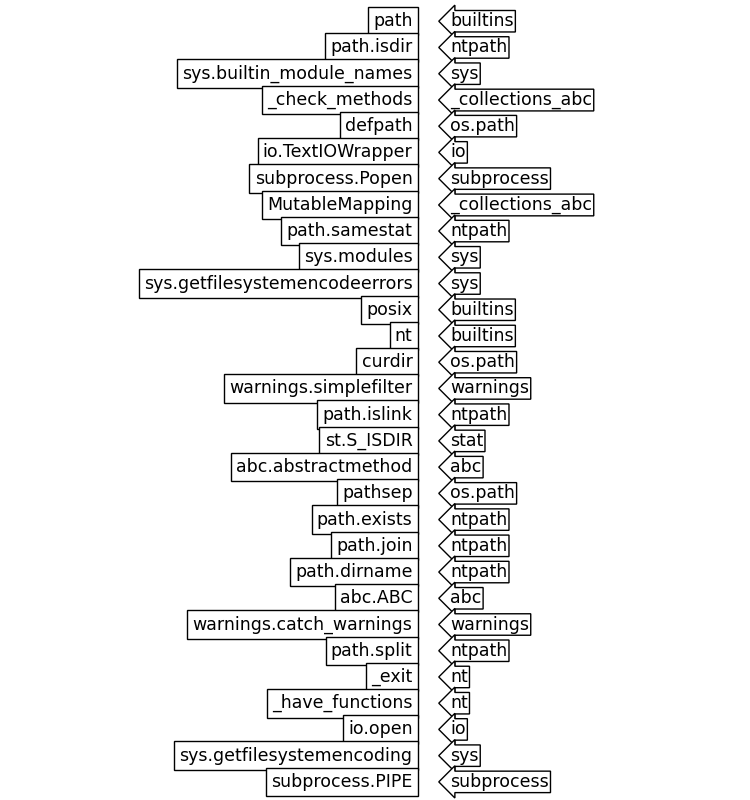 path builtins
path.isdir ntpath
sys.builtin_module_names sys
_check_methods _collections_abc
defpath os.path
io.TextIOWrapper io
subprocess.Popen subprocess
MutableMapping _collections_abc
path.samestat ntpath
sys.modules sys
sys.getfilesystemencodeerrors sys
posix builtins
nt builtins
curdir os.path
warnings.simplefilter warnings
path.islink ntpath
st.S_ISDIR stat
abc.abstractmethod abc
pathsep os.path
path.exists ntpath
path.join ntpath
path.dirname ntpath
abc.ABC abc
warnings.catch_warnings warnings
path.split ntpath
_exit nt
_have_functions nt
io.open io
sys.getfilesystemencoding sys
subprocess.PIPE subprocess